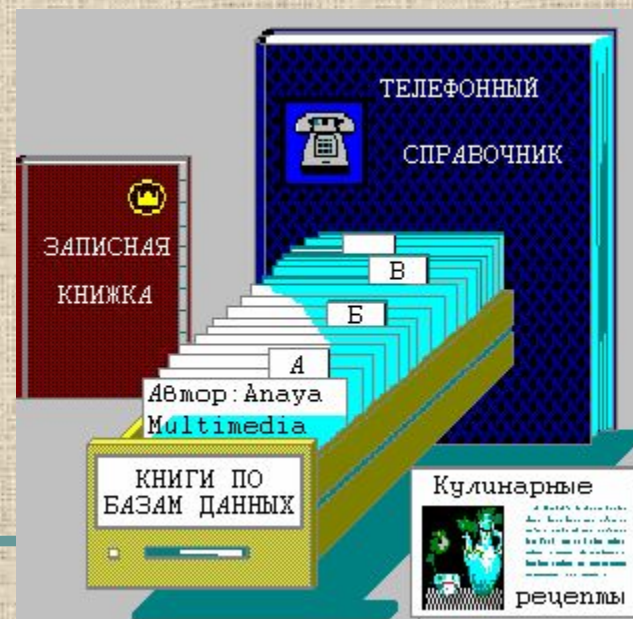 ТЕЛЕФОННЫЙ
СПРАВОЧНИК
ЗАПИСНАЯ
КНИЖКА
В
Б
А
Автор:Anaya
Multimedia
КНИГИ ПО
БАЗАМ ДАННЫХ
Кулинарные
рецепты